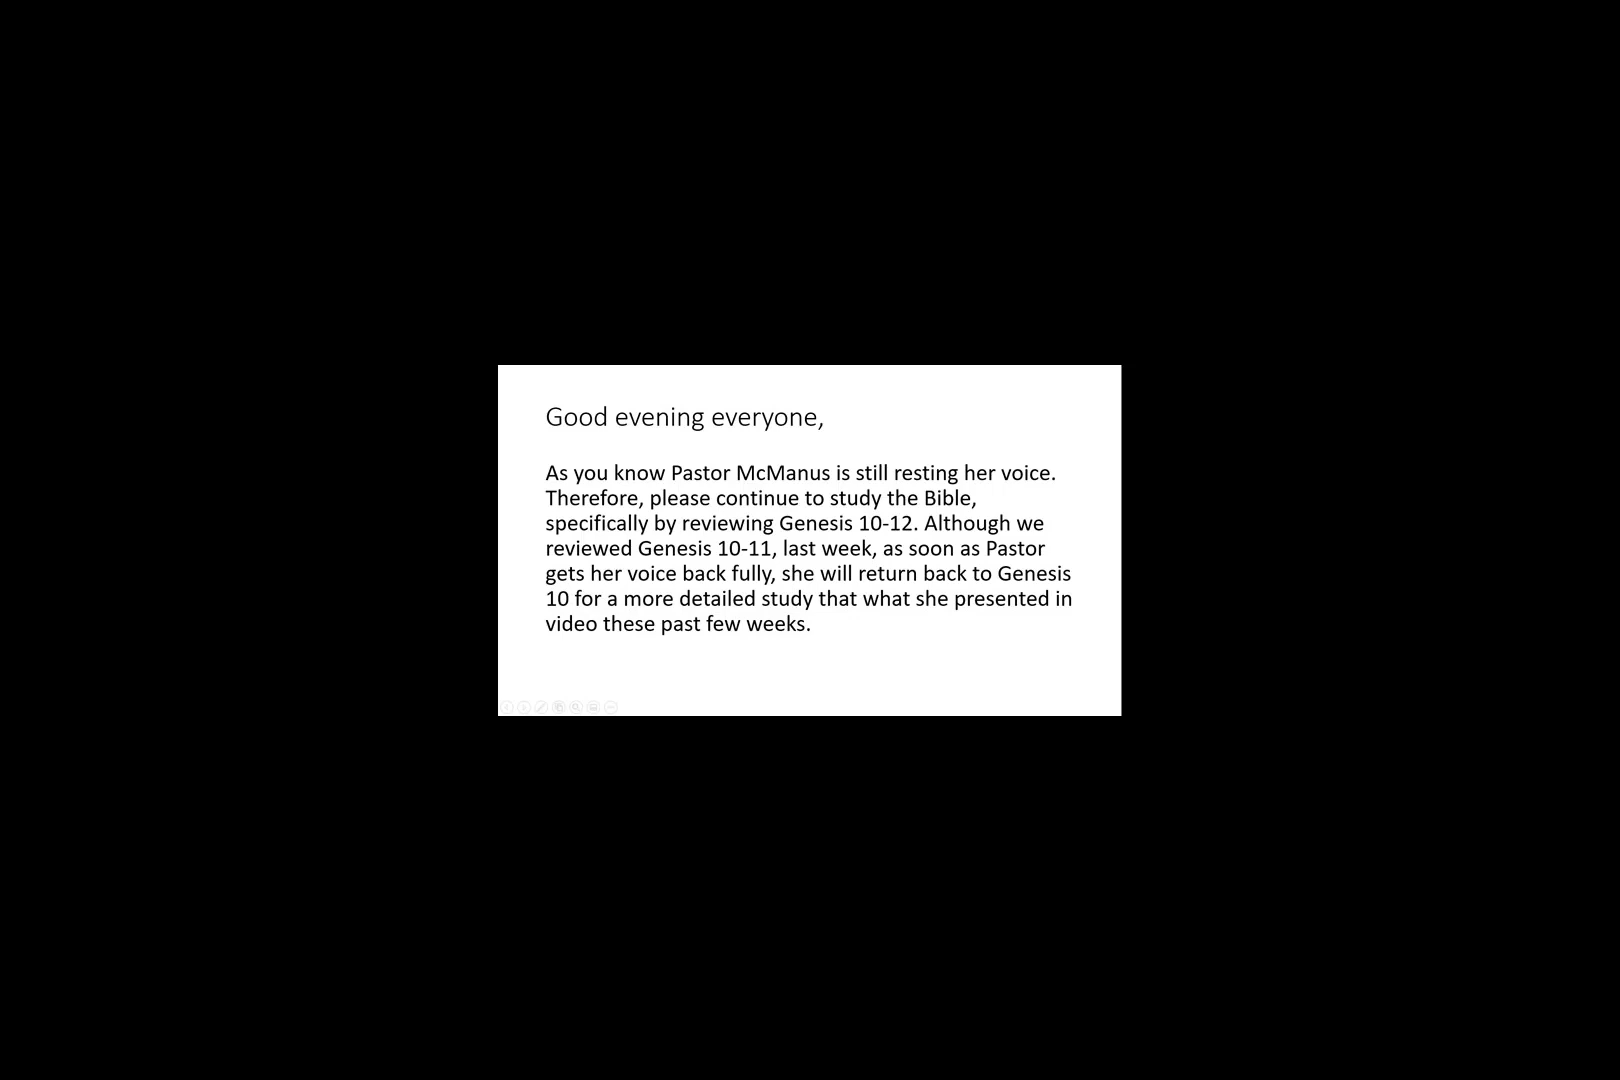 Good evening everyone,
As you know Pastor McManus is still resting her voice.
Therefore, please continue to study the Bible,
specifically by reviewing Genesis 10-12. Although we
reviewed Genesis 10-11, last week, as soon as Pastor
gets her voice back fully, she will return back to Genesis
10 for a more detailed study that what she presented in
video these past few weeks.